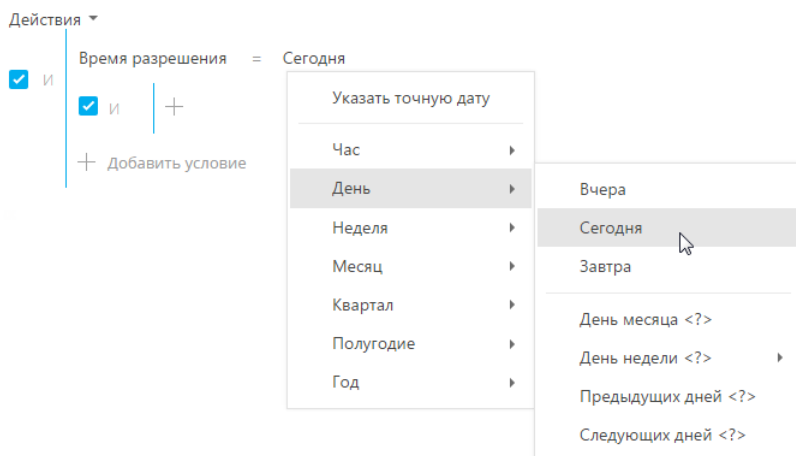 Действия
Время разрешения = Сегодня
И
Указать точную дату
И
Добавить условие
Час
День
Неделя
Месяц
Квартал
Полугодие
Год
Вчера
Сегодня
Завтра
День месяца <?>
День недели <?>
Предыдущих дней <?>
Следующих дней <?>